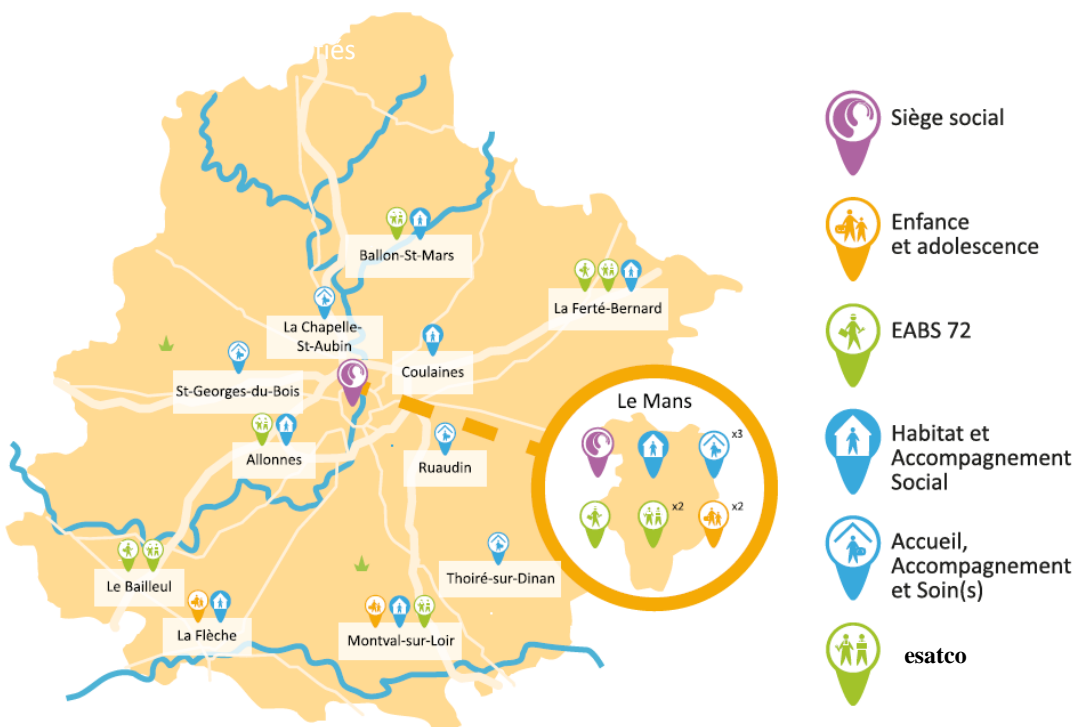 Ballon-St-Mars
La Ferté-Bernard
La Chapelle-
St-Aubin
Coulaines
St-Georges-du-Bois
Allonnes
Ruaudin
Le Mans
x3
x2
x2
Le Bailleul
Thoiré-sur-Dinan
La Flèche
Montval-sur-Loir
Siège social
Enfance
et adolescence
EABS 72
Habitat et
Accompagnement
Social
Accueil,
Accompagnement
et Soin(s)
esatco